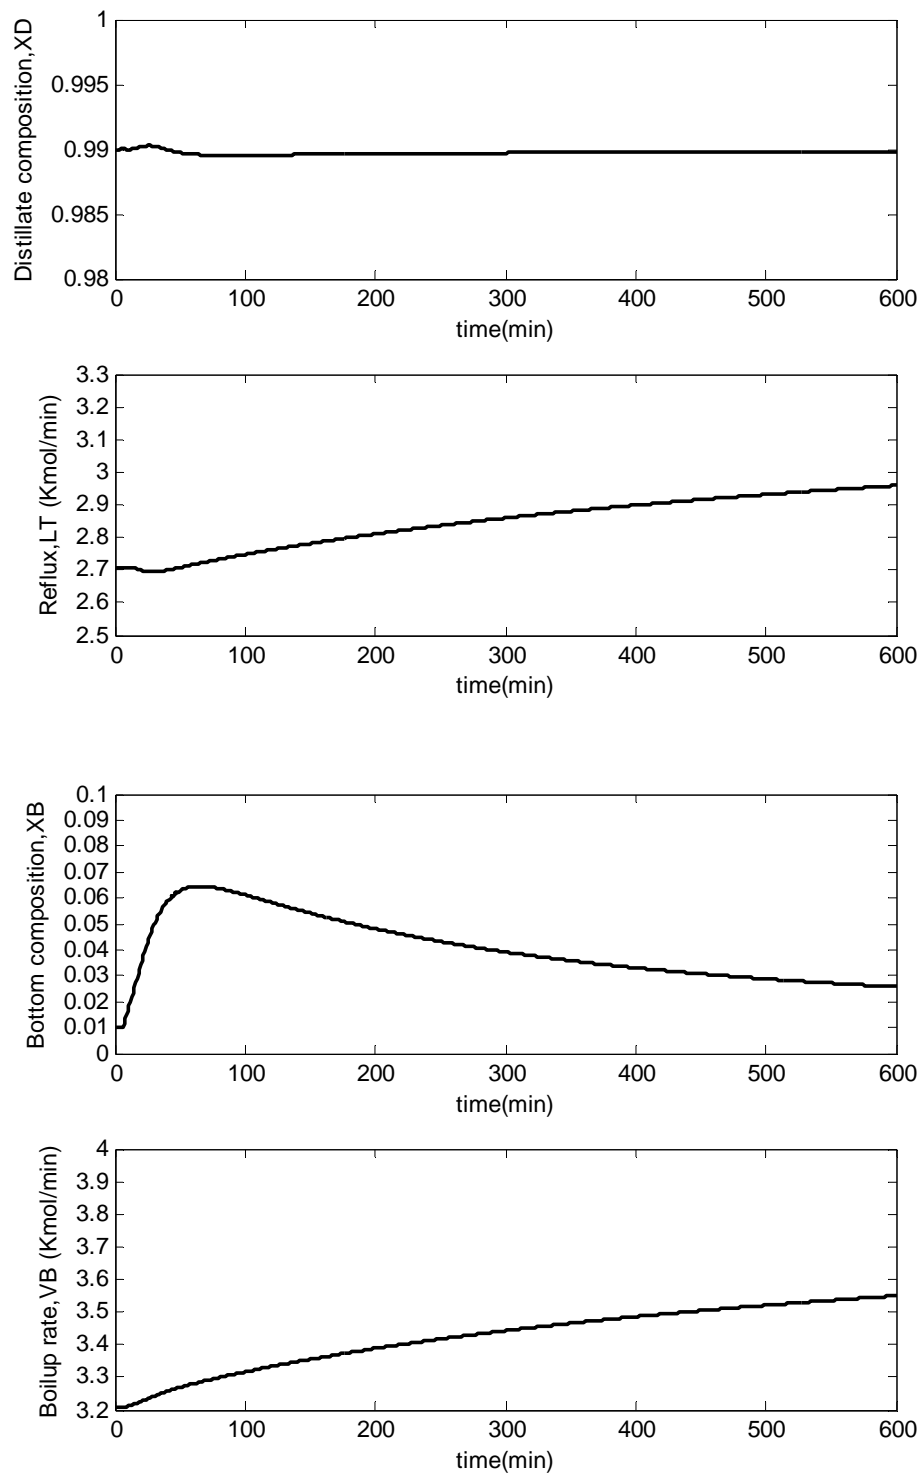 Distillate composition,XD
1
0.995
0.99
0.985
0.98
0 100 200 300 400 500 600
time(min)
Reflux,LT (Kmol/min)
3.3
3.2
3.1
3
2.9
2.8
2.7
2.6
2.5
0 100 200 300 400 500 600
time(min)
Bottom composition,XB
0.1
0.09
0.08
0.07
0.06
0.05
0.04
0.03
0.02
0.01
0
0 100 200 300 400 500 600
time(min)
Boilup rate,VB (Kmol/min)
4
3.9
3.8
3.7
3.6
3.5
3.4
3.3
3.2
0 100 200 300 400 500 600
time(min)